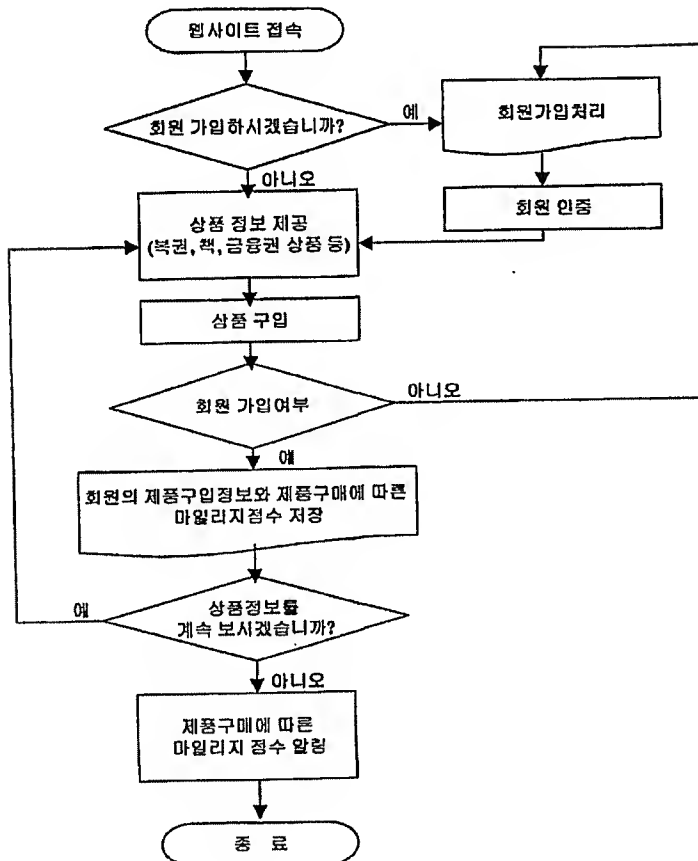 웹사이트 접속
회원 가입하시겠습니까?
예
회원가입처리
아니오
회원 인증
상품 정보 제공
(복권, 책, 금융권 상품 등)
상품 구입
회원 가입여부
아니오
예
회원의 제품구입정보와 제품구매에 따른
마일리지점수 저장
예
상품정보를
계속 보시겠습니까?
아니오
제품구매에 따른
마일리지 점수 알림
종 료